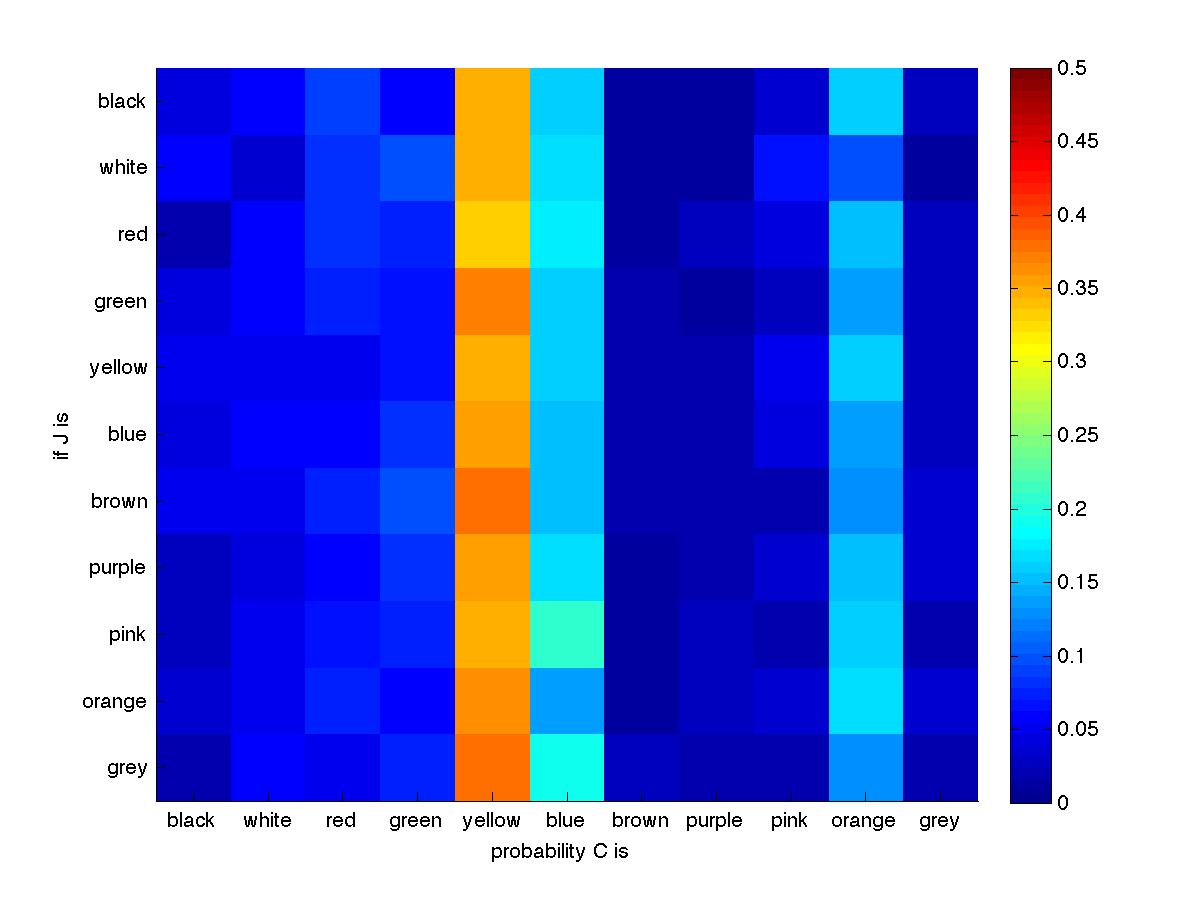 black
white
red
green
yellow
blue
brown
purple
pink
orange
grey
if J is
black white red green yellow blue brown purple pink orange grey
probability C is
0.5
0.45
0.4
0.35
0.3
0.25
0.2
0.15
0.1
0.05
0